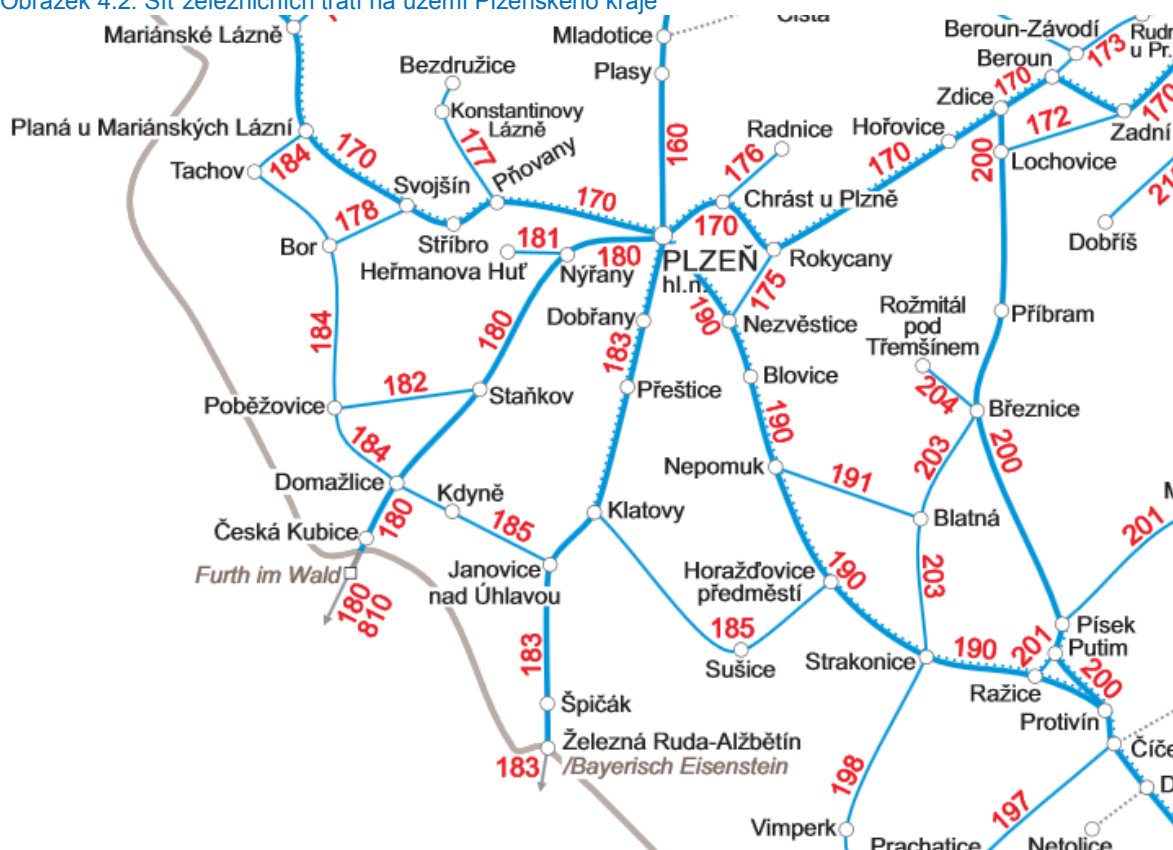 Obrázek 4.2. Síť železničních tratí na území Plzeňského kraje
Mariánské Lázně
Mladotice
Čistá
Beroun-Závodí
Beroun
173
u Pr.
Bezdružice
Plasy
170
Zdice
170
Konstantinovy
Lázně
177
Planá u Mariánských Lázní
184
170
160
Radnice
176
Hořovice
170
200
172
Zadní
Lochovice
Tachov
Svojšín
Pňovany
170
Chrást u Plzně
170
178
Bor
Stříbro
181
Heřmanova Huť
Nýřany
180
PLZEŇ
hl.n.
Rokycany
175
Dobříš
184
180
Dobřany
183
190
Nezvěstice
Rožmitál
pod
Třemšínem
204
Příbram
182
Poběžovice
Staňkov
Přeštice
Blovice
190
Březnice
203
200
184
Domažlice
Kdyně
185
Nepomuk
191
Blatná
201
180
Česká Kubice
Klatovy
Furth im Wald
180
810
Janovice
nad Úhlavou
Horažďovice
předměstí
190
203
185
Sušice
183
Strakonice
190
201
Písek
Putim
200
Ražice
Protivín
Špičák
Železná Ruda-Alžbětín
/Bayerisch Eisenstein
183
198
197
Vimperk
Prachatice
Netolice